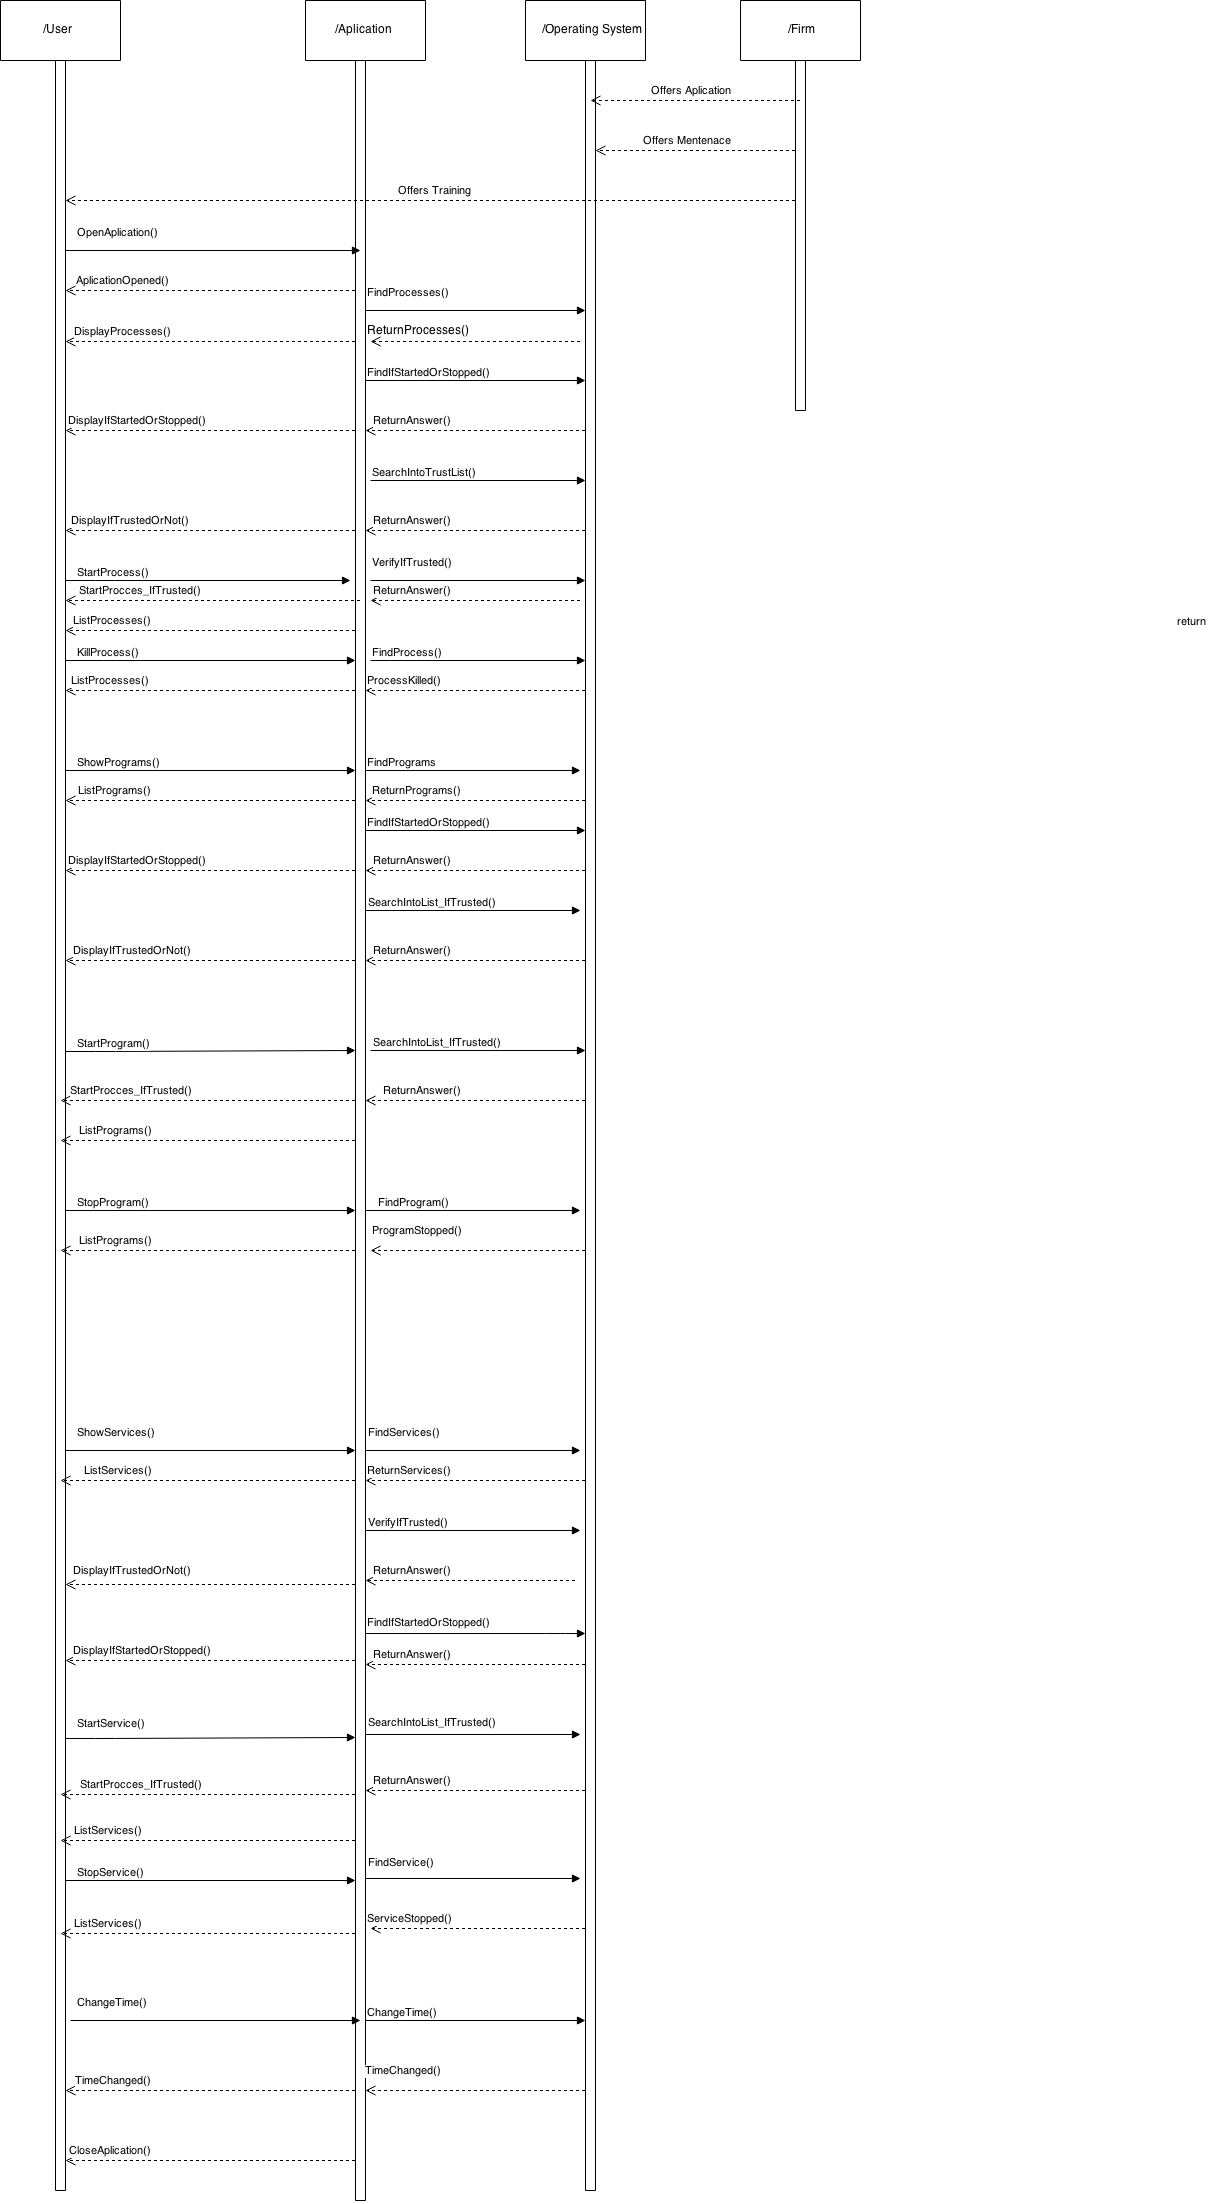 /User
/Aplication
/Operating System
/Firm
Offers Aplication
Offers Mentenace
Offers Training
OpenAplication()
AplicationOpened()
FindProcesses()
DisplayProcesses()
ReturnProcesses()
FindIfStartedOrStopped()
DisplayIfStartedOrStopped()
ReturnAnswer()
SearchIntoTrustList()
DisplayIfTrustedOrNot()
ReturnAnswer()
StartProcess()
VerifyIfTrusted()
StartProcces_IfTrusted()
ReturnAnswer()
ListProcesses()
return
KillProcess()
FindProcess()
ListProcesses()
ProcessKilled()
ShowPrograms()
FindPrograms
ListPrograms()
ReturnPrograms()
FindIfStartedOrStopped()
DisplayIfStartedOrStopped()
ReturnAnswer()
SearchIntoList_IfTrusted()
DisplayIfTrustedOrNot()
ReturnAnswer()
StartProgram()
SearchIntoList_IfTrusted()
StartProcces_IfTrusted()
ReturnAnswer()
ListPrograms()
StopProgram()
FindProgram()
ListPrograms()
ProgramStopped()
ShowServices()
FindServices()
ListServices()
ReturnServices()
VerifyIfTrusted()
DisplayIfTrustedOrNot()
ReturnAnswer()
FindIfStartedOrStopped()
DisplayIfStartedOrStopped()
ReturnAnswer()
StartService()
SearchIntoList_IfTrusted()
StartProcces_IfTrusted()
ReturnAnswer()
ListServices()
StopService()
FindService()
ListServices()
ServiceStopped()
ChangeTime()
ChangeTime()
TimeChanged()
TimeChanged()
CloseAplication()